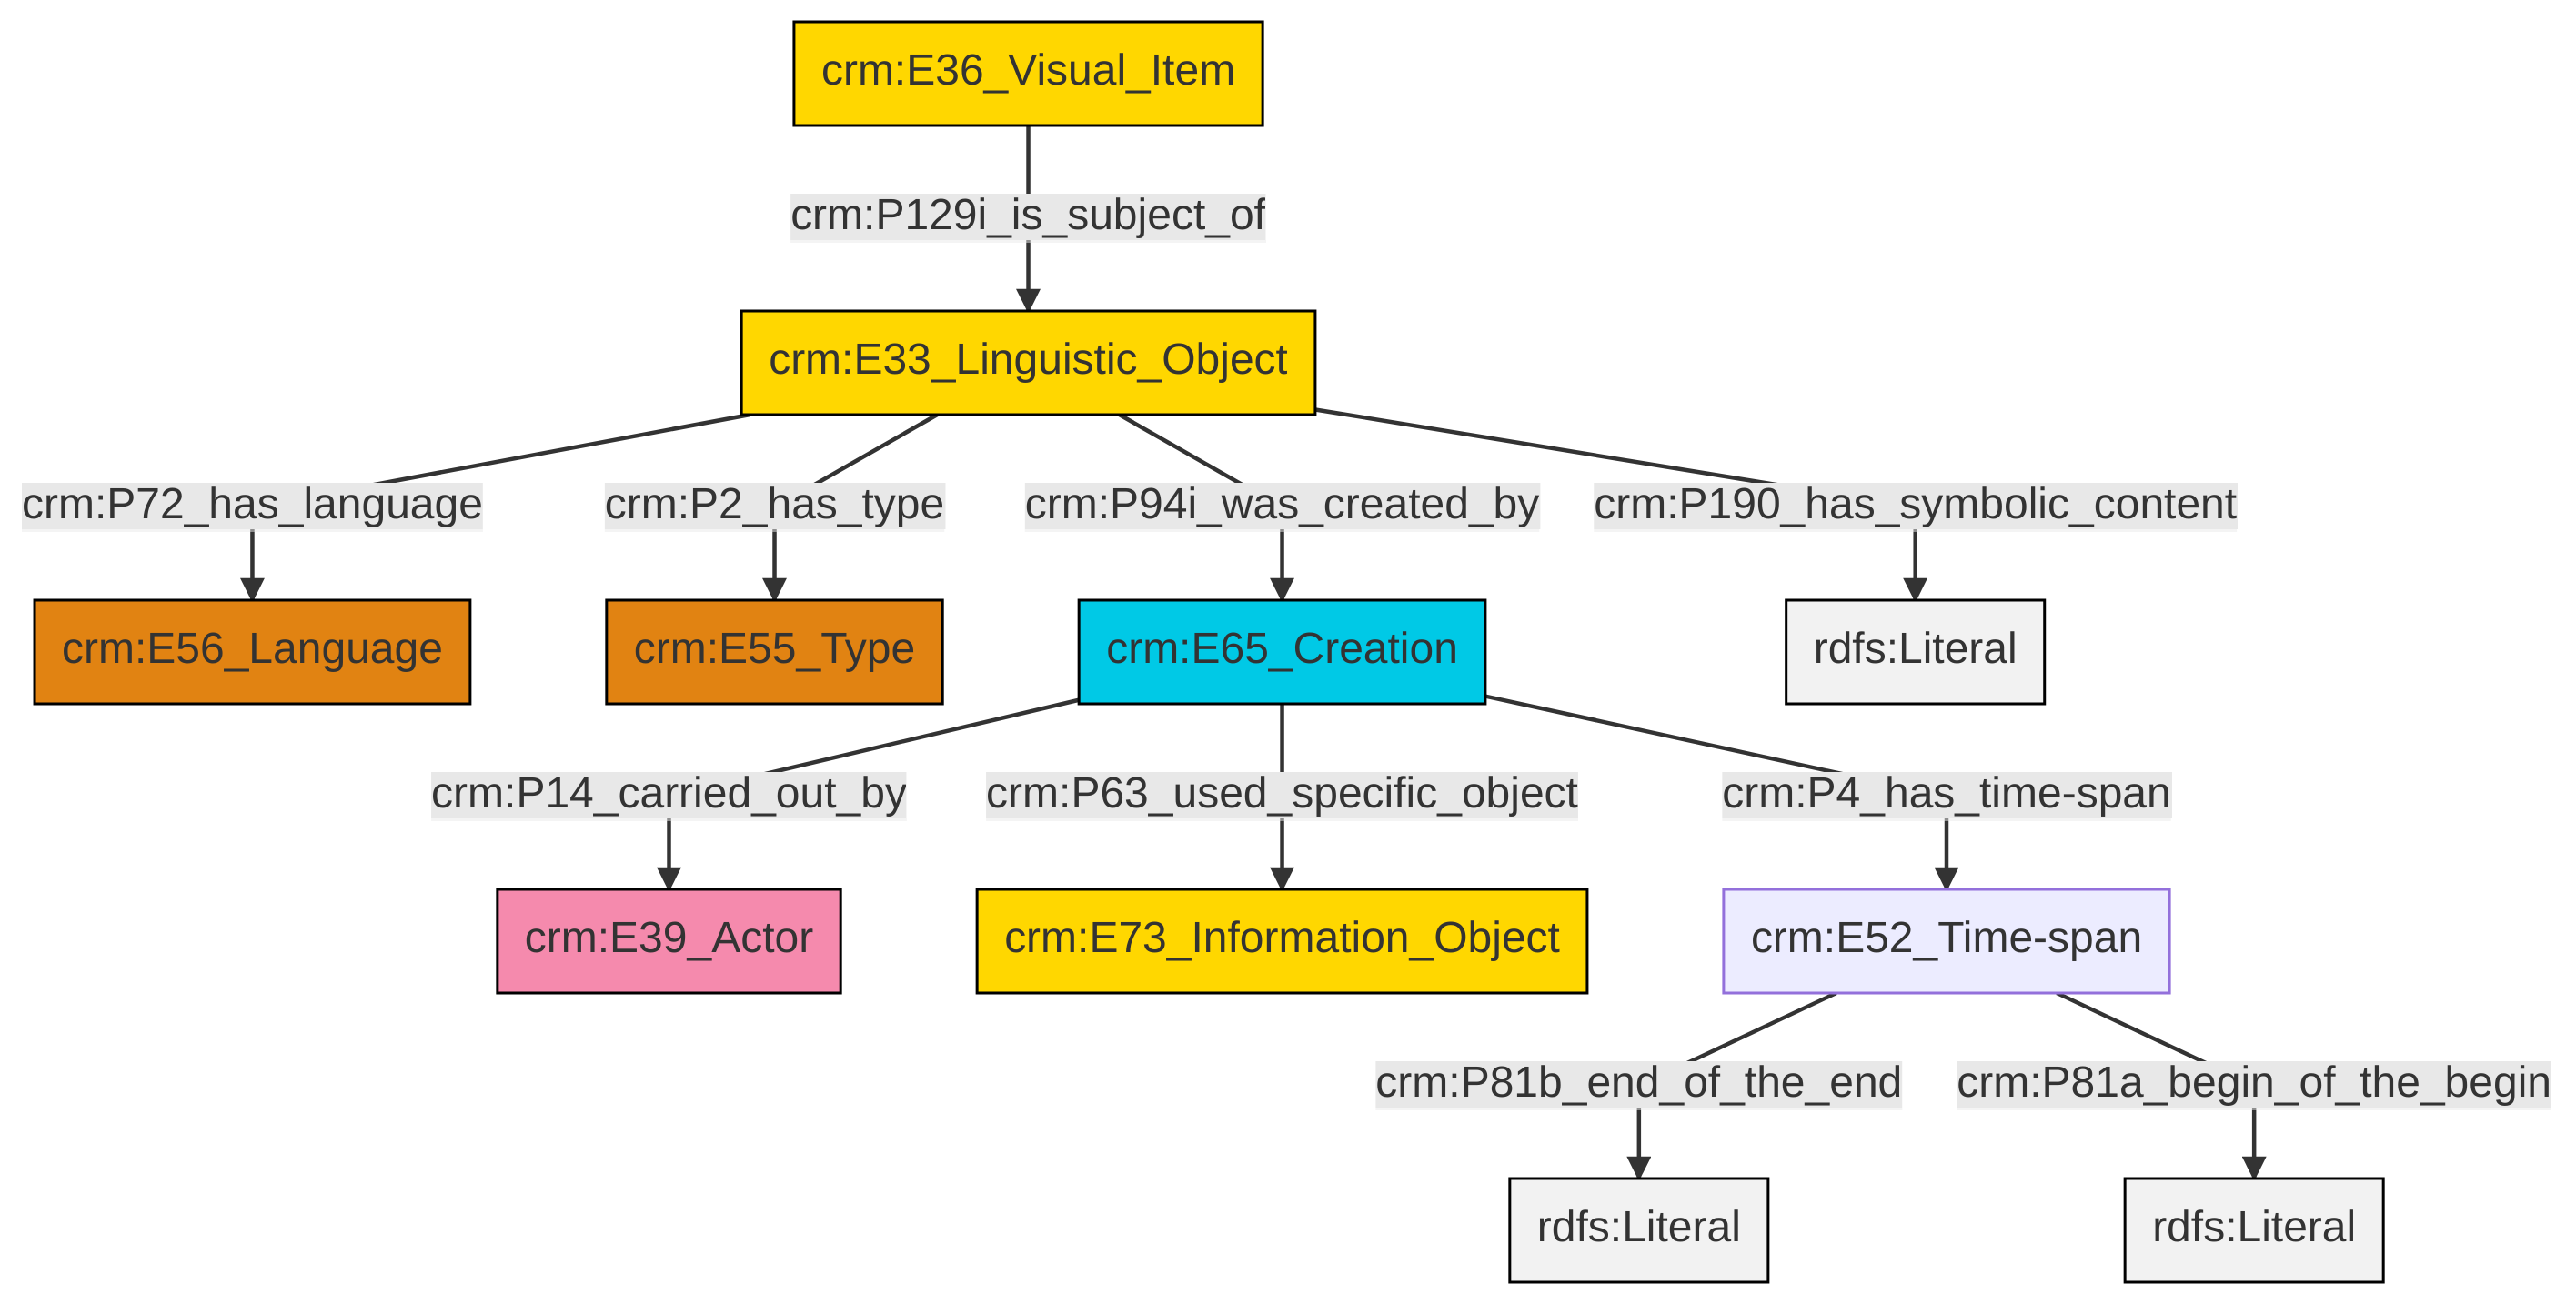 crm:E36_Visual_Item
crm:P129i_is_subject_of
crm:E33_Linguistic_Object
crm:P72_has_language
crm:P2_has_type
crm:P94i_was_created_by
crm:P190_has_symbolic_content
crm:E56_Language
crm:E55_Type
crm:E65_Creation
rdfs:Literal
crm:P14_carried_out_by
crm:P63_used_specific_object
crm:P4_has_time-span
crm:E39_Actor
crm:E73_Information_Object
crm:E52_Time-span
crm:P81b_end_of_the_end
crm:P81a_begin_of_the_begin
rdfs:Literal
rdfs:Literal